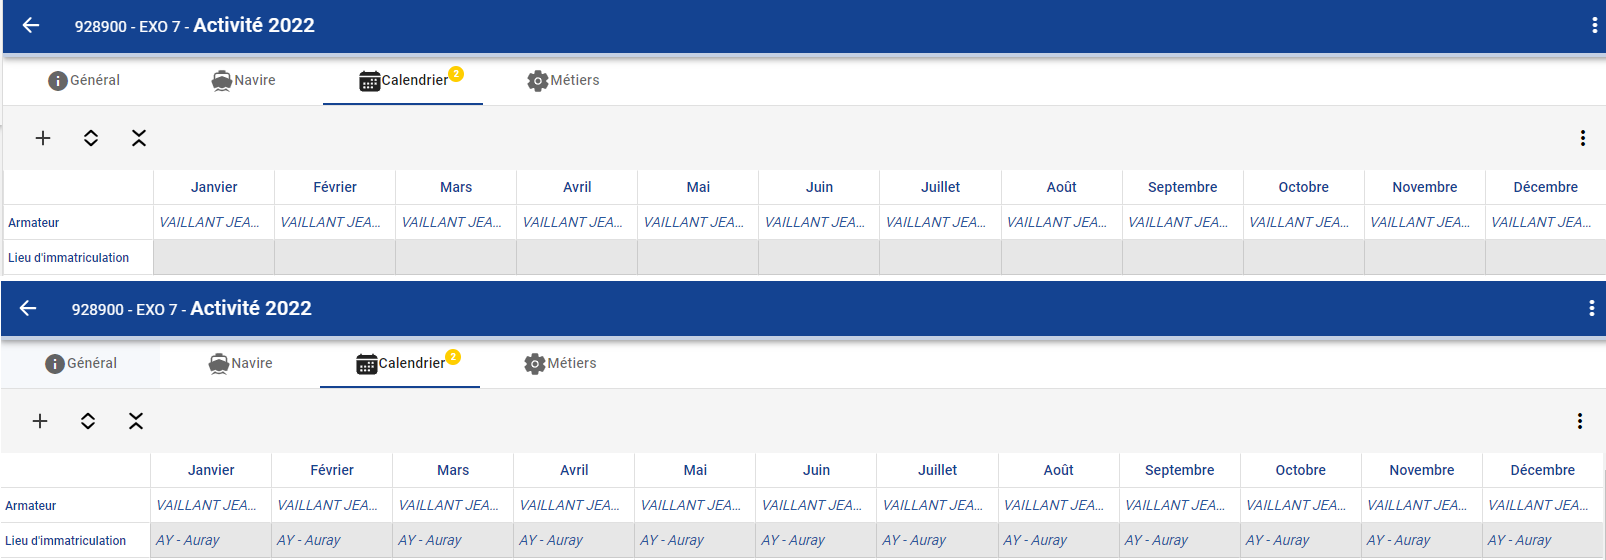 928900 - EXO 7 - Activité 2022
Général Navire Calendrier 2 Métiers
Janvier Février Mars Avril Mai Juin Juillet Août Septembre Octobre Novembre Décembre
Armateur VAILLANT JEA... VAILLANT JEA... VAILLANT JEA... VAILLANT JEA... VAILLANT JEA... VAILLANT JEA... VAILLANT JEA... VAILLANT JEA... VAILLANT JEA... VAILLANT JEA... VAILLANT JEA... VAILLANT JEA...
Lieu d'immatriculation
928900 - EXO 7 - Activité 2022
Général Navire Calendrier 2 Métiers
Janvier Février Mars Avril Mai Juin Juillet Août Septembre Octobre Novembre Décembre
Armateur VAILLANT JEA... VAILLANT JEA... VAILLANT JEA... VAILLANT JEA... VAILLANT JEA... VAILLANT JEA... VAILLANT JEA... VAILLANT JEA... VAILLANT JEA... VAILLANT JEA... VAILLANT JEA... VAILLANT JEA...
Lieu d'immatriculation AY - Auray AY - Auray AY - Auray AY - Auray AY - Auray AY - Auray AY - Auray AY - Auray AY - Auray AY - Auray AY - Auray AY - Auray